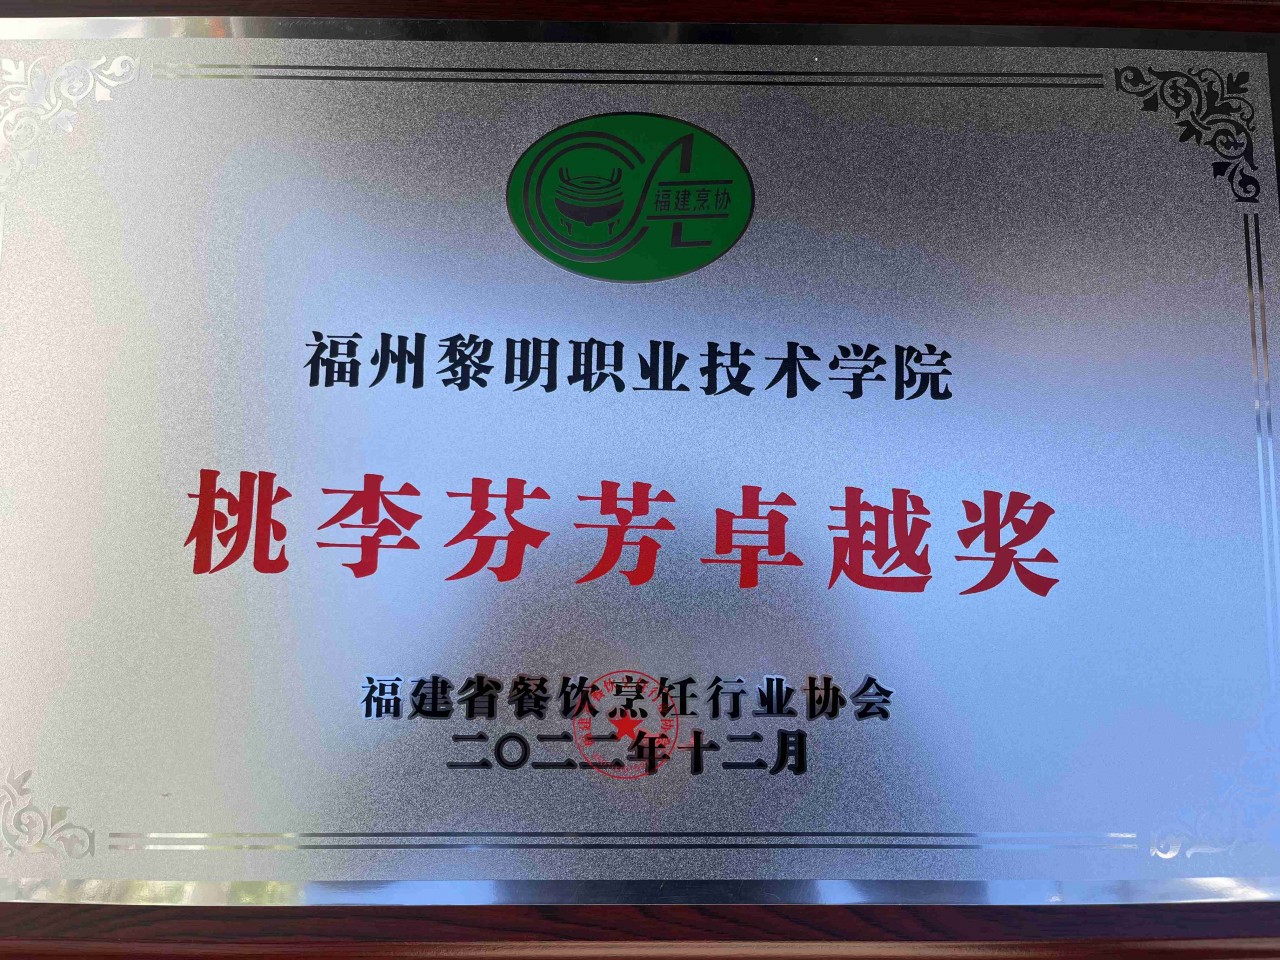 福建烹协
福州黎明职业技术学院
桃李芬芳卓越奖
福建省餐饮烹饪行业协会
二〇二二年十二月